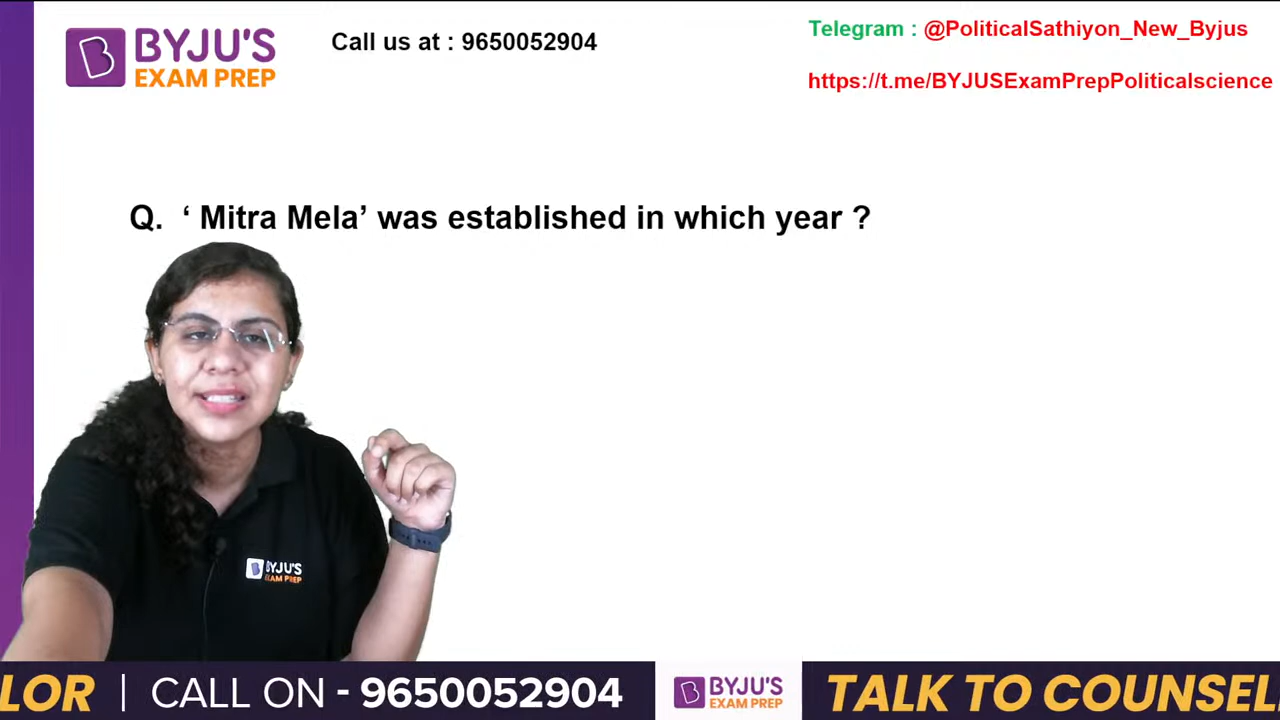 BYJU'S
EXAM PREP
Call us at : 9650052904
Telegram : @PoliticalSathiyon_New_Byjus
https://t.me/BYJUSExamPrepPoliticalscience
Q. ‘ Mitra Mela’ was established in which year ?
BYJU'S
EXAM PREP
LOR | CALL ON - 9650052904
BYJU'S
EXAM PREP
TALK TO COUNSEL